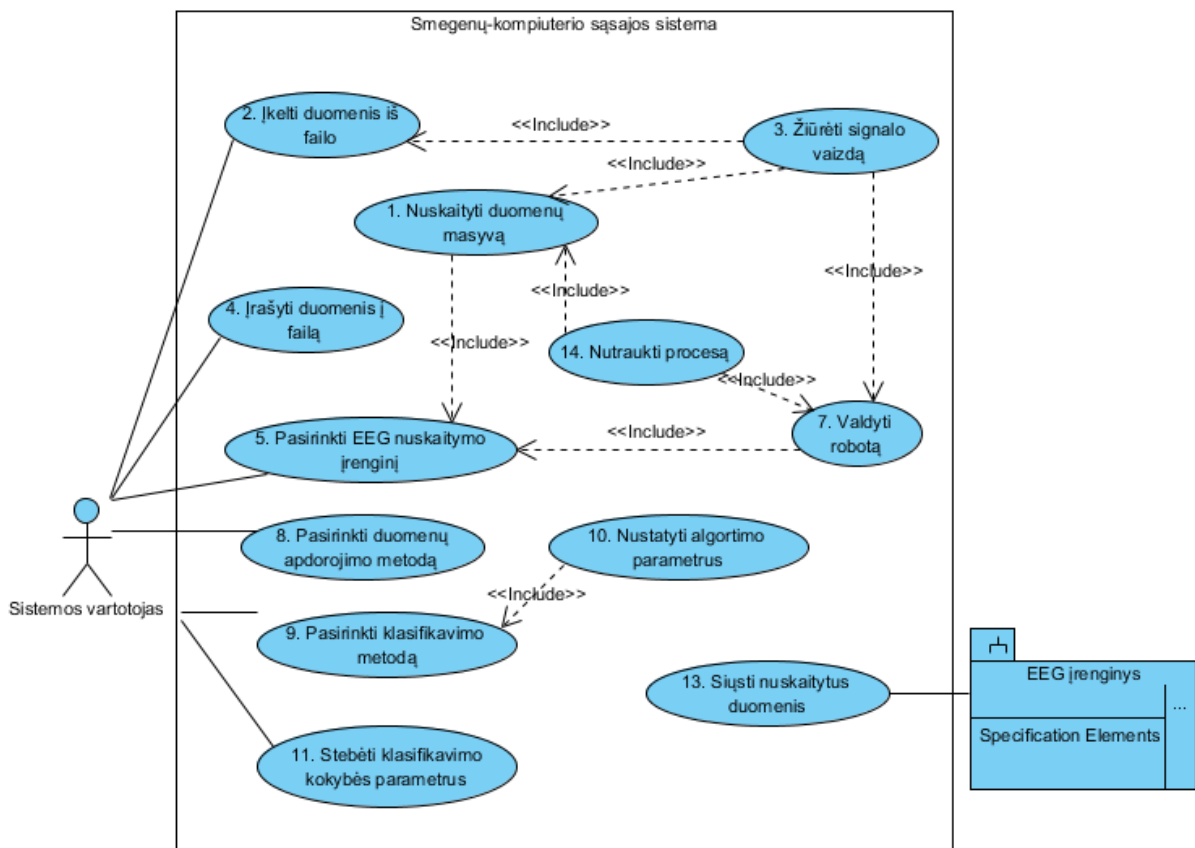 Smegenų-kompiuterio sąsajos sistema
2. Įkelti duomenis iš
failo
<<Include>>
3. Žiūrėti signalo
vaizdą
<<Include>>
1. Nuskaityti duomenų
masyvą
<<Include>>
<<Include>>
4. Įrašyti duomenis į
failą
<<Include>>
14. Nutraukti procesą
<<Include>>
5. Pasirinkti EEG nuskaitymo
įrenginį
<<Include>>
7. Valdyti
robotą
8. Pasirinkti duomenų
apdorojimo metodą
10. Nustatyti algortimo
parametrus
<<Include>>
Sistemos vartotojas
9. Pasirinkti klasifikavimo
metodą
13. Siųsti nuskaitytus
duomenis
EEG įrenginys
...
Specification Elements
11. Stebėti klasifikavimo
kokybės parametrus